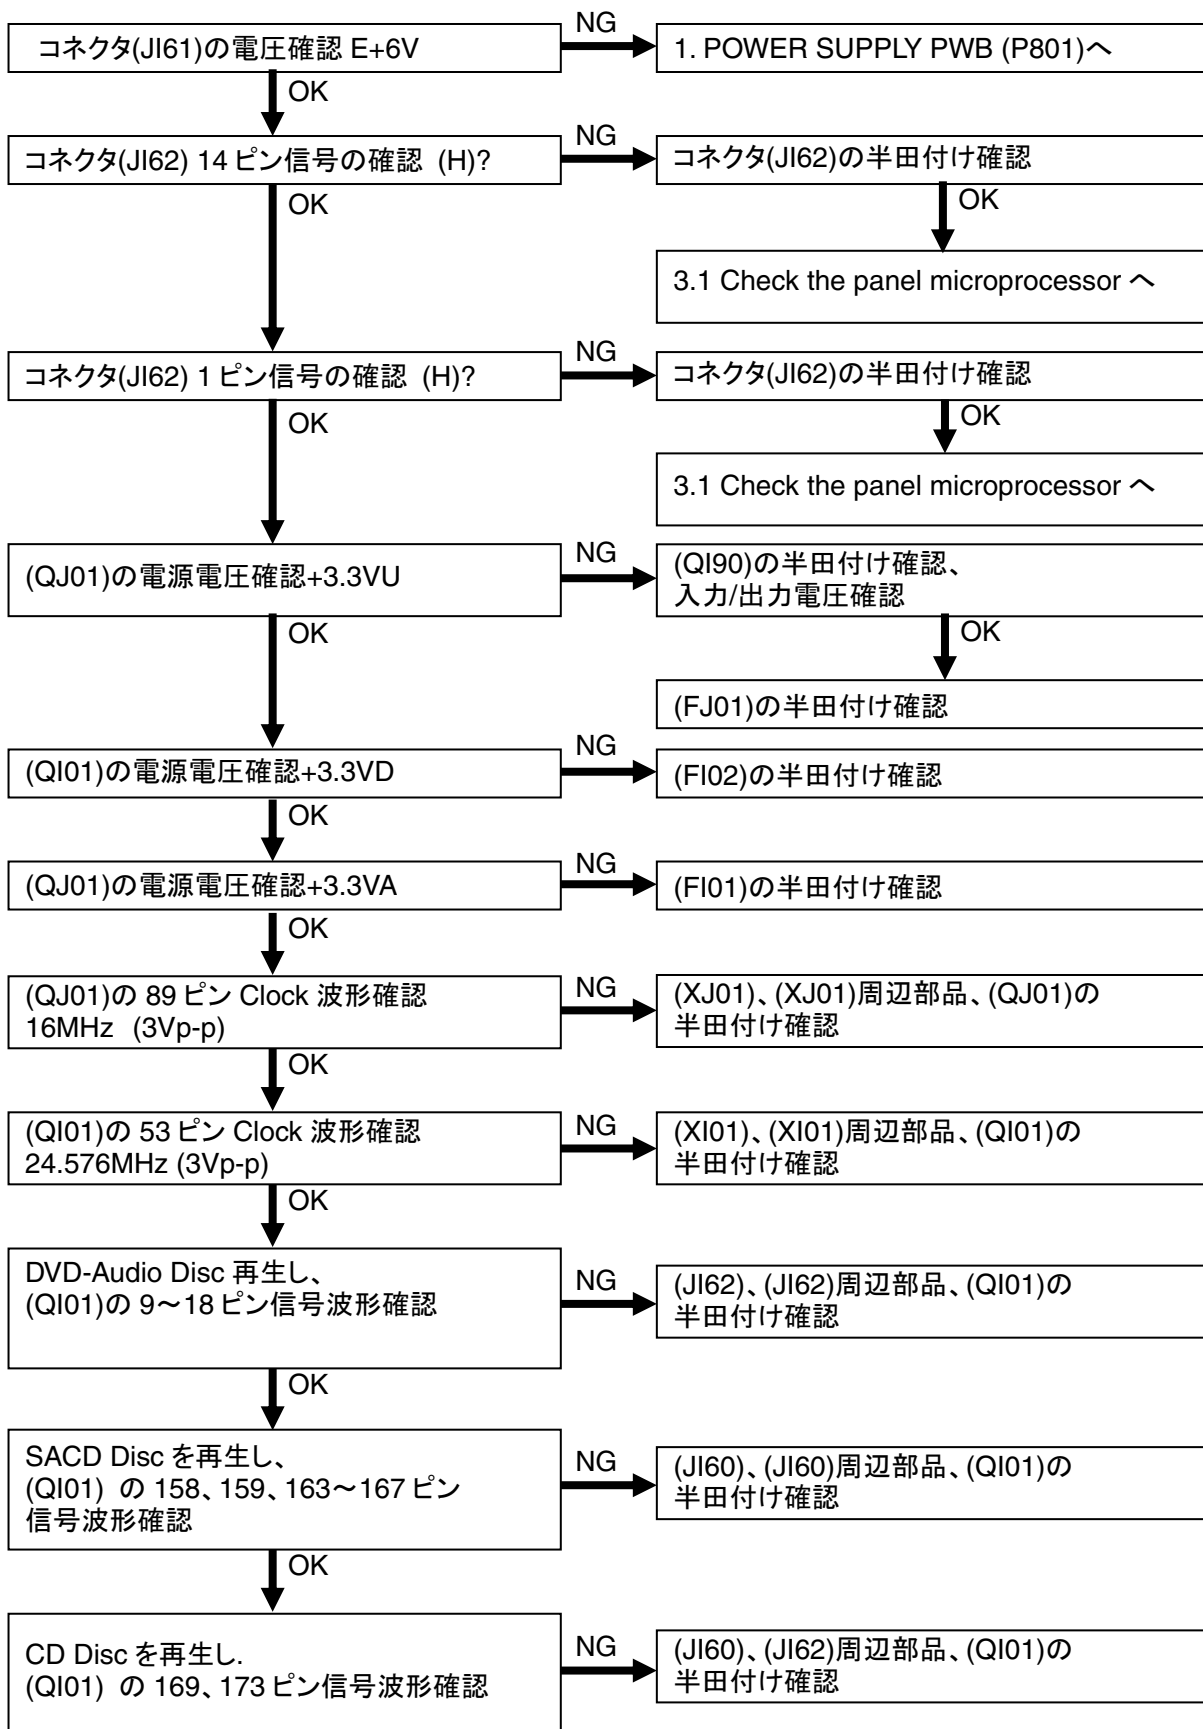 コネクタ(JI61)の電圧確認 E+6V
NG
1. POWER SUPPLY PWB (P801)へ
OK
コネクタ(JI62) 14 ピン信号の確認 (H)?
NG
コネクタ(JI62)の半田付け確認
OK
OK
3.1 Check the panel microprocessor へ
コネクタ(JI62) 1 ピン信号の確認 (H)?
NG
コネクタ(JI62)の半田付け確認
OK
OK
3.1 Check the panel microprocessor へ
(QJ01)の電源電圧確認+3.3VU
NG
(QI90)の半田付け確認、
入力/出力電圧確認
OK
OK
(FJ01)の半田付け確認
(QI01)の電源電圧確認+3.3VD
NG
(FI02)の半田付け確認
OK
(QJ01)の電源電圧確認+3.3VA
NG
(FI01)の半田付け確認
OK
(QJ01)の 89 ピン Clock 波形確認
16MHz (3Vp-p)
NG
(XJ01)、(XJ01)周辺部品、(QJ01)の
半田付け確認
OK
(QI01)の 53 ピン Clock 波形確認
24.576MHz (3Vp-p)
NG
(XI01)、(XI01)周辺部品、(QI01)の
半田付け確認
OK
DVD-Audio Disc 再生し、
(QI01)の 9～18 ピン信号波形確認
NG
(JI62)、(JI62)周辺部品、(QI01)の
半田付け確認
OK
SACD Disc を再生し、
(QI01) の 158、159、163～167 ピン
信号波形確認
NG
(JI60)、(JI60)周辺部品、(QI01)の
半田付け確認
OK
CD Disc を再生し.
(QI01) の 169、173 ピン信号波形確認
NG
(JI60)、(JI62)周辺部品、(QI01)の
半田付け確認